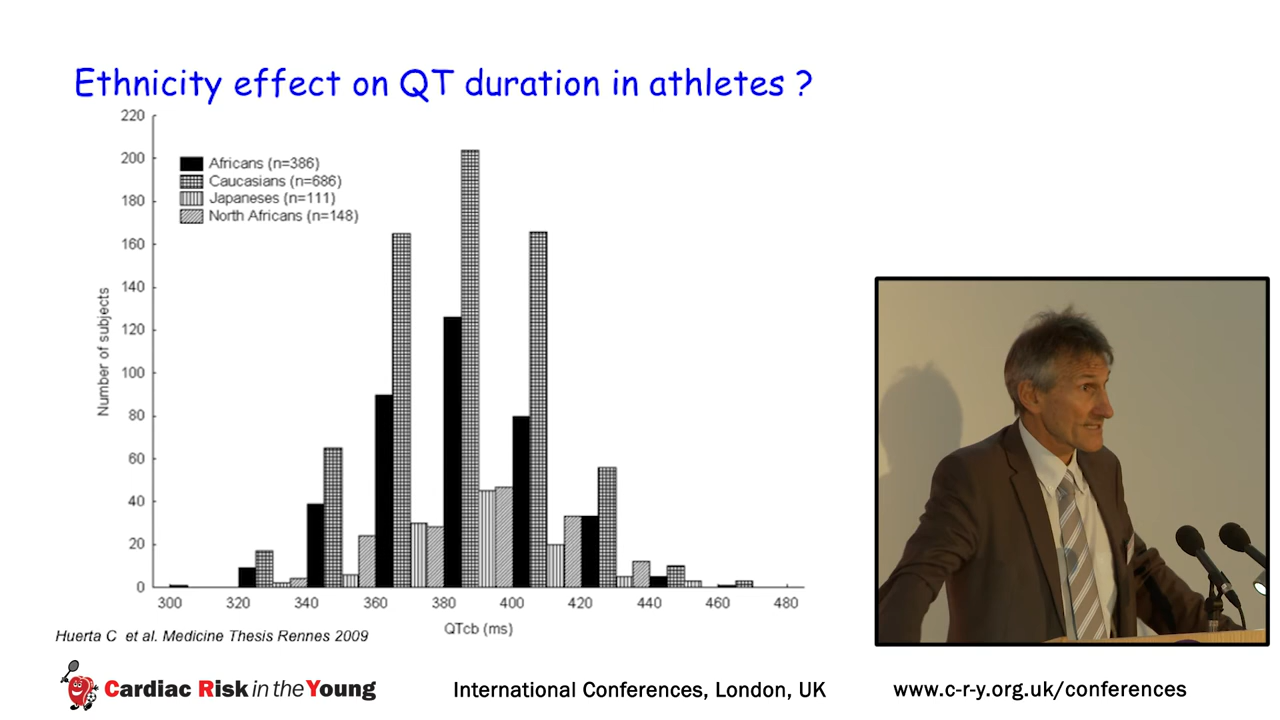 Ethnicity effect on QT duration in athletes ?
220
200
180
160
140
120
100
80
60
40
20
0
Number of subjects
Africans (n=386)
Caucasians (n=686)
Japaneses (n=111)
North Africans (n=148)
300 320 340 360 380 400 420 440 460 480
QTcb (ms)
Huerta C et al. Medicine Thesis Rennes 2009
Cardiac Risk in the Young
International Conferences, London, UK
www.c-r-y.org.uk/conferences